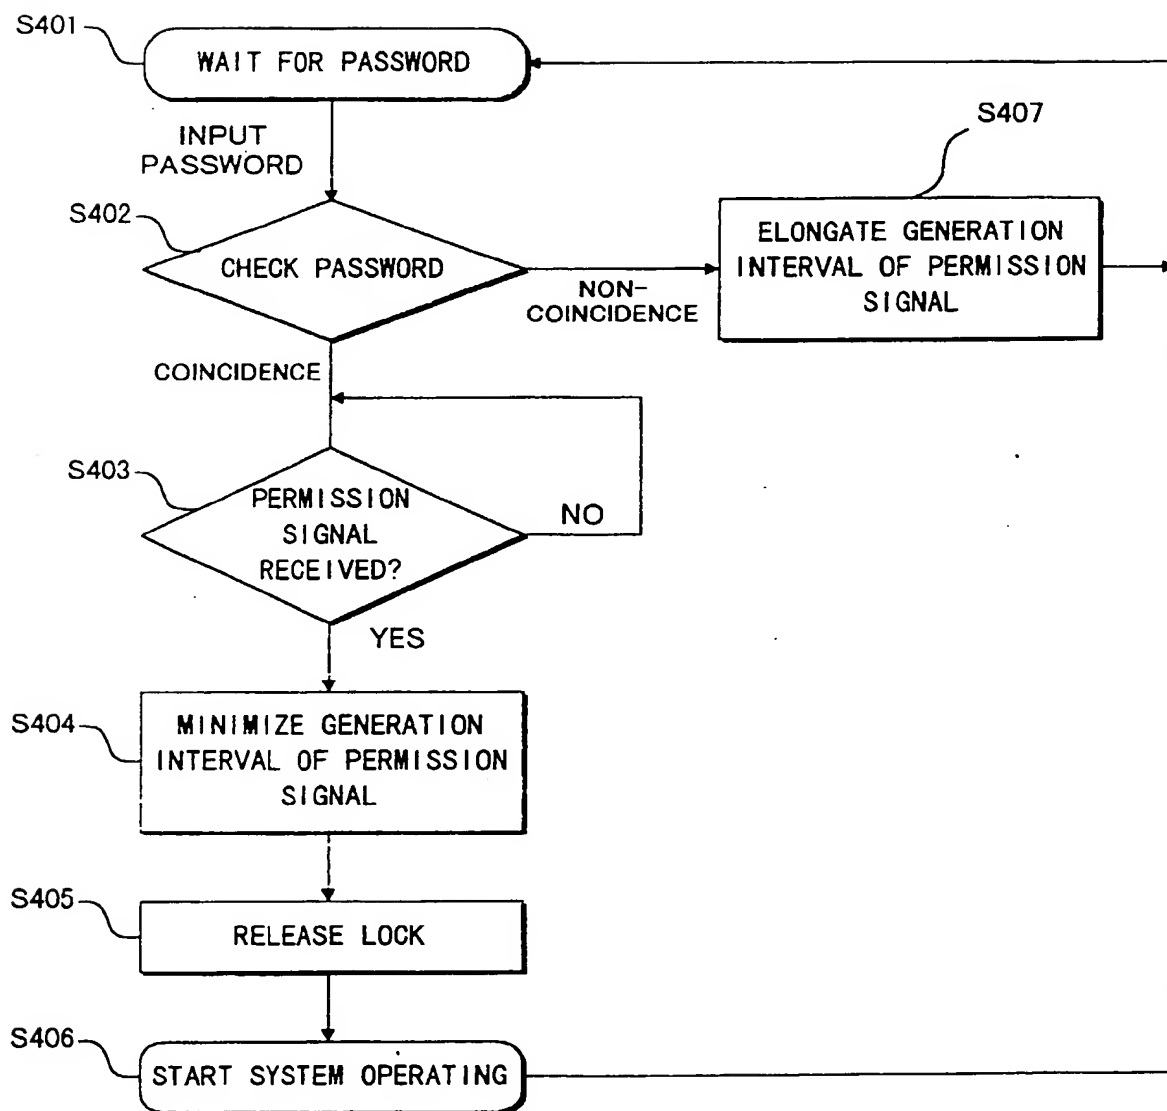 S401
WAIT FOR PASSWORD
INPUT
PASSWORD
S407
S402
CHECK PASSWORD
NON-
COINCIDENCE
ELONGATE GENERATION
INTERVAL OF PERMISSION
SIGNAL
COINCIDENCE
S403
PERMISSION
SIGNAL
RECEIVED?
NO
YES
S404
MINIMIZE GENERATION
INTERVAL OF PERMISSION
SIGNAL
S405
RELEASE LOCK
S406
START SYSTEM OPERATING